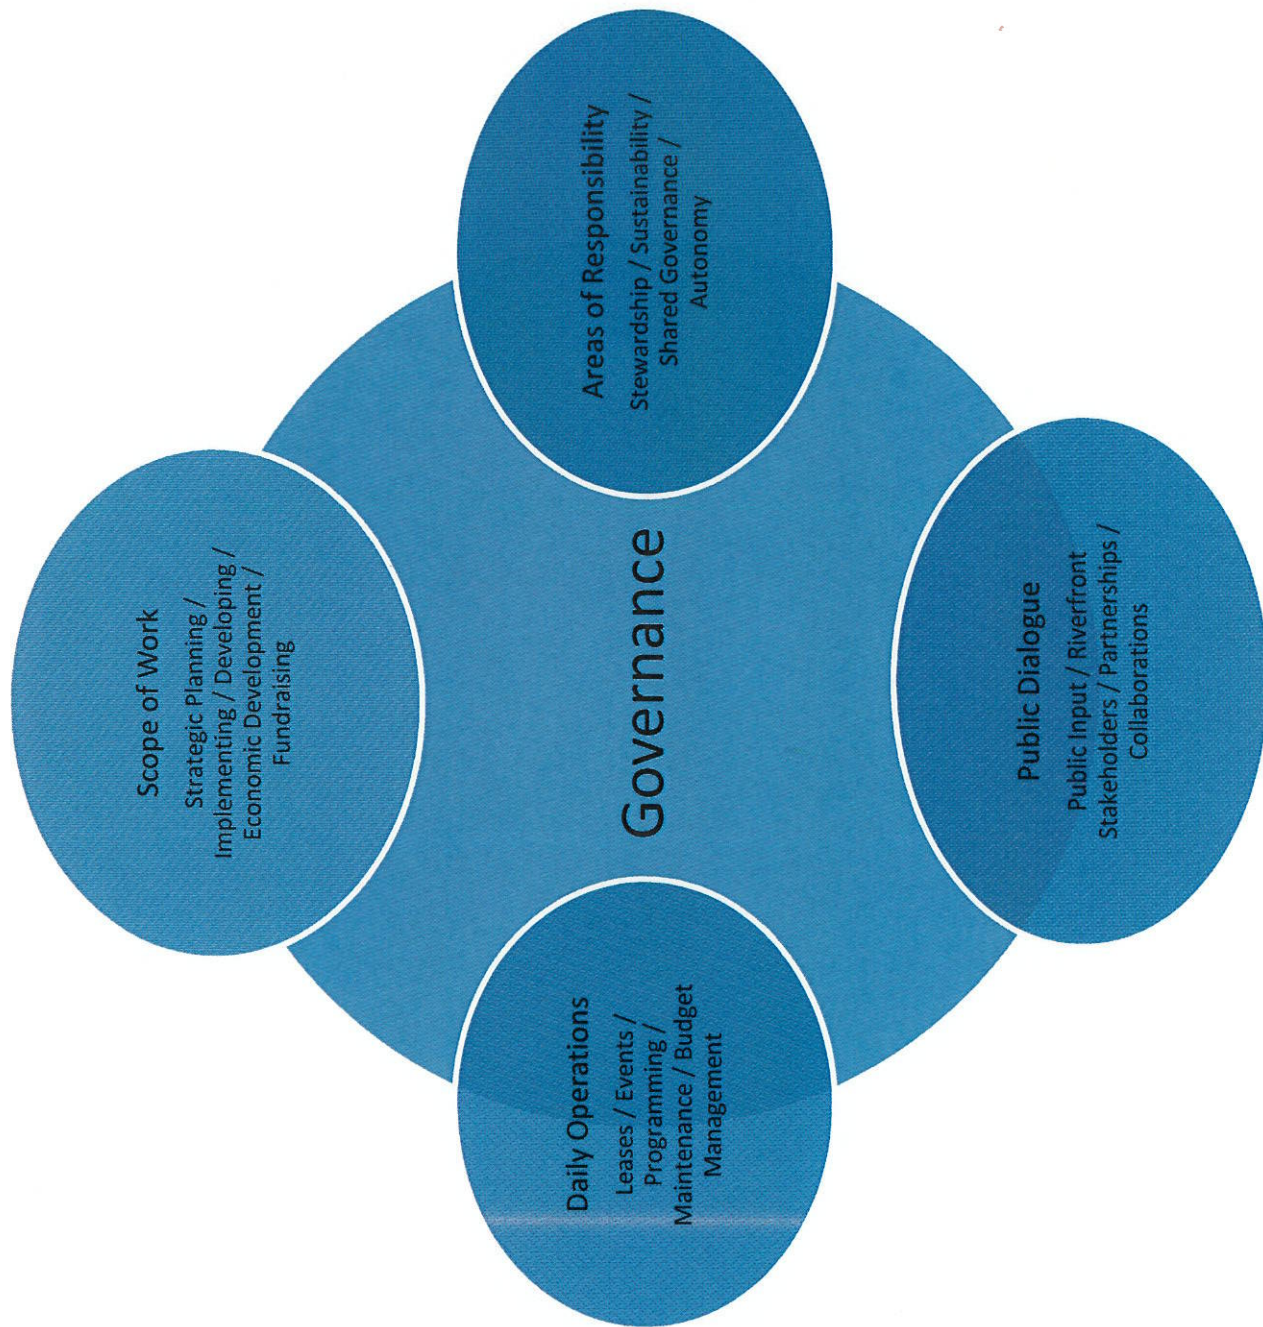 Scope of Work
Strategic Planning /
Implementing / Developing /
Economic Development /
Fundraising
Daily Operations
Leases / Events /
Programming /
Maintenance / Budget
Management
Governance
Areas of Responsibility
Stewardship / Sustainability /
Shared Governance /
Autonomy
Public Dialogue
Public Input / Riverfront
Stakeholders / Partnerships /
Collaborations